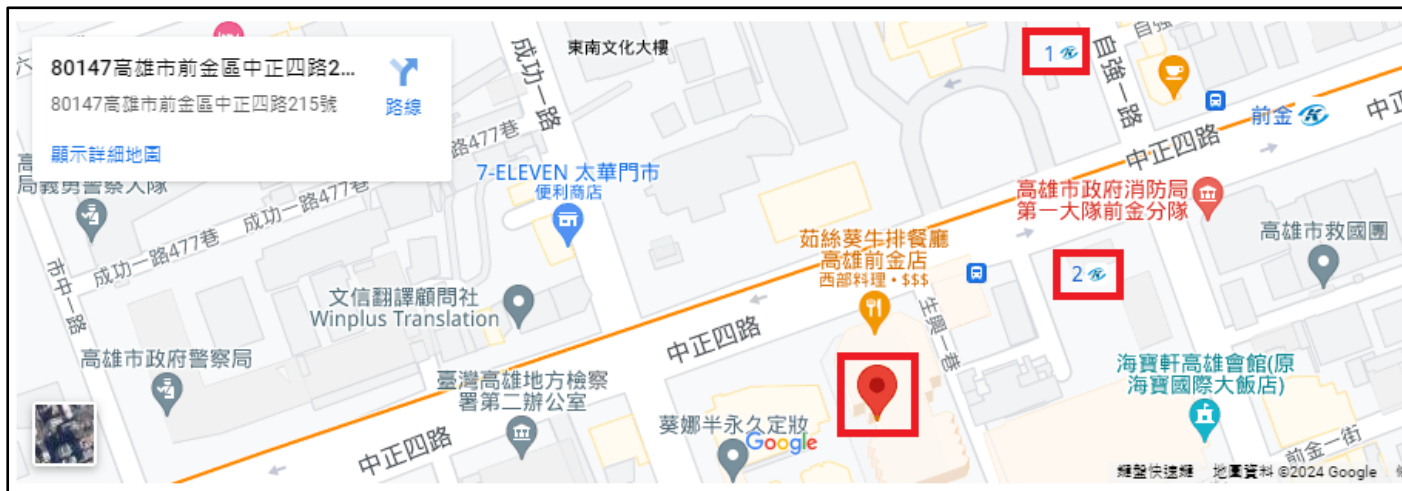 80147高雄市前金區中正四路2...
80147高雄市前金區中正四路215號
路線
顯示詳細地圖
成功一路
東南文化大樓
1
自強一路
前金
中正四路
路477巷
7-ELEVEN 太華門市
便利商店
局義勇警察大隊
成功一路477巷
成功一路477巷
市中一路
高雄市政府消防局
第一大隊前金分隊
高雄市救國團
2
茹絲葵牛排餐廳
高雄前金店
西部料理・$$$
文信翻譯顧問社
Winplus Translation
中正四路
生興一巷
高雄市政府警察局
臺灣高雄地方檢察
署第二辦公室
海寶軒高雄會館(原
海寶國際大飯店)
葵娜半永久定妝
Google
中正四路
前金一街
鍵盤快速鍵
地圖資料 ©2024 Google